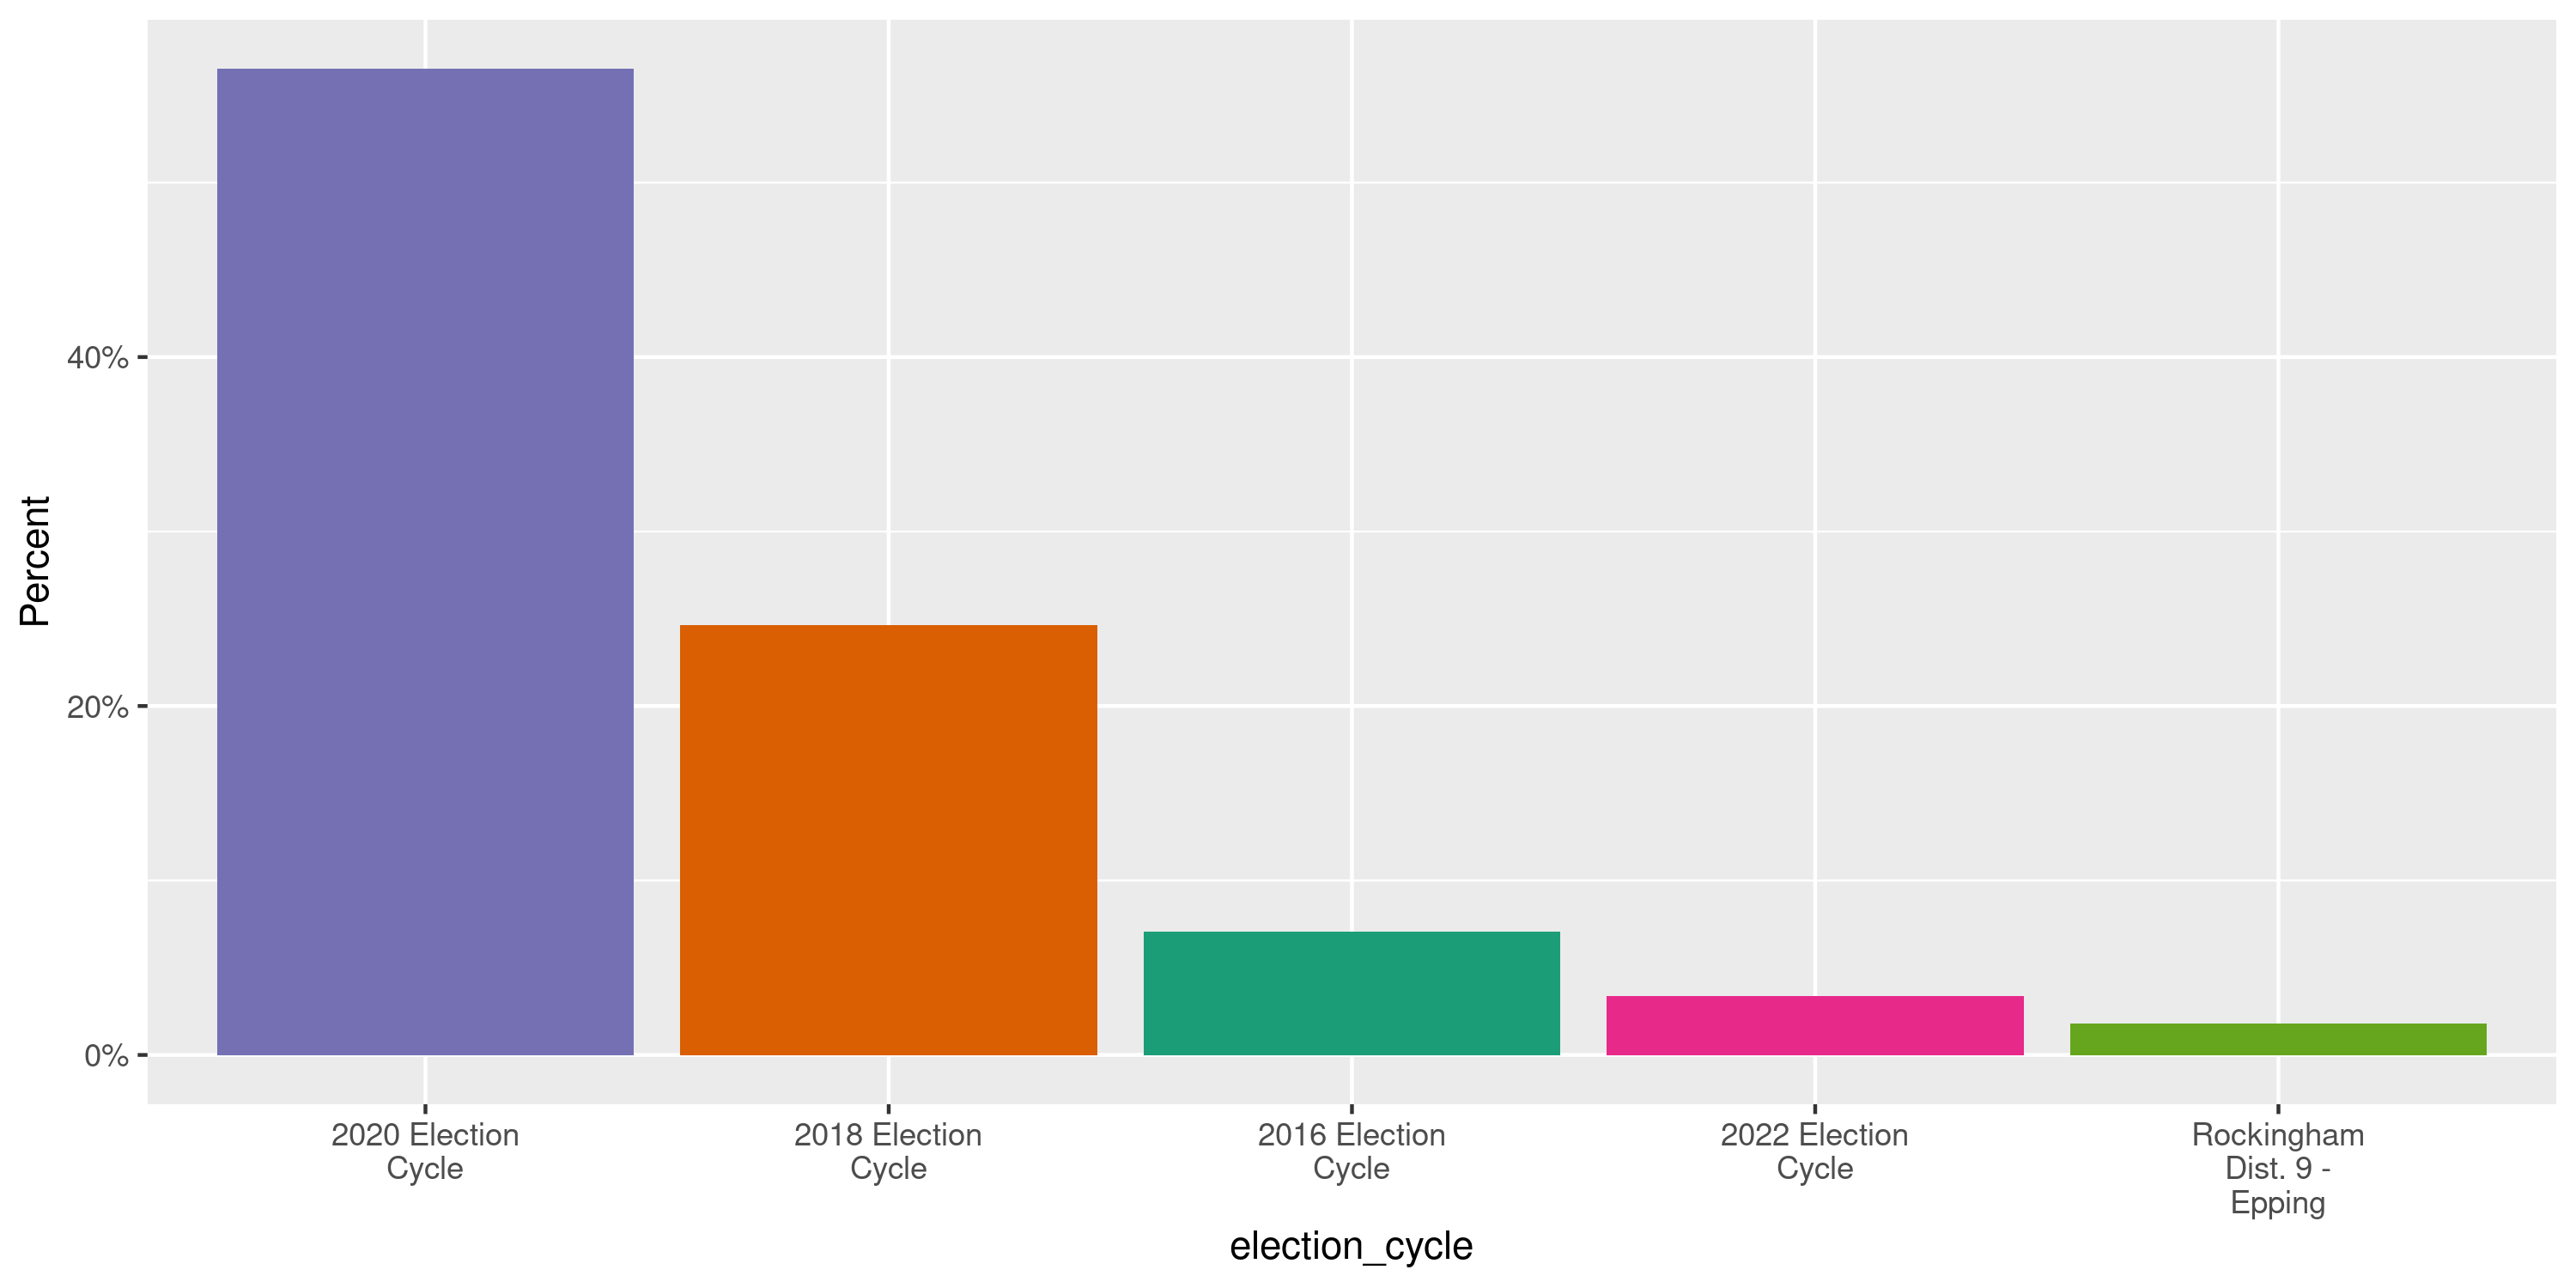 Percent
40%
20%
0%
2020 Election
Cycle
2018 Election
Cycle
2016 Election
Cycle
2022 Election
Cycle
Rockingham
Dist. 9 -
Epping
election_cycle